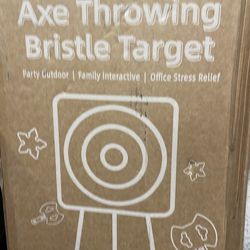 Axe Throwing
Bristle Target
Party Outdoor | Family Interactive | Office Stress Relief